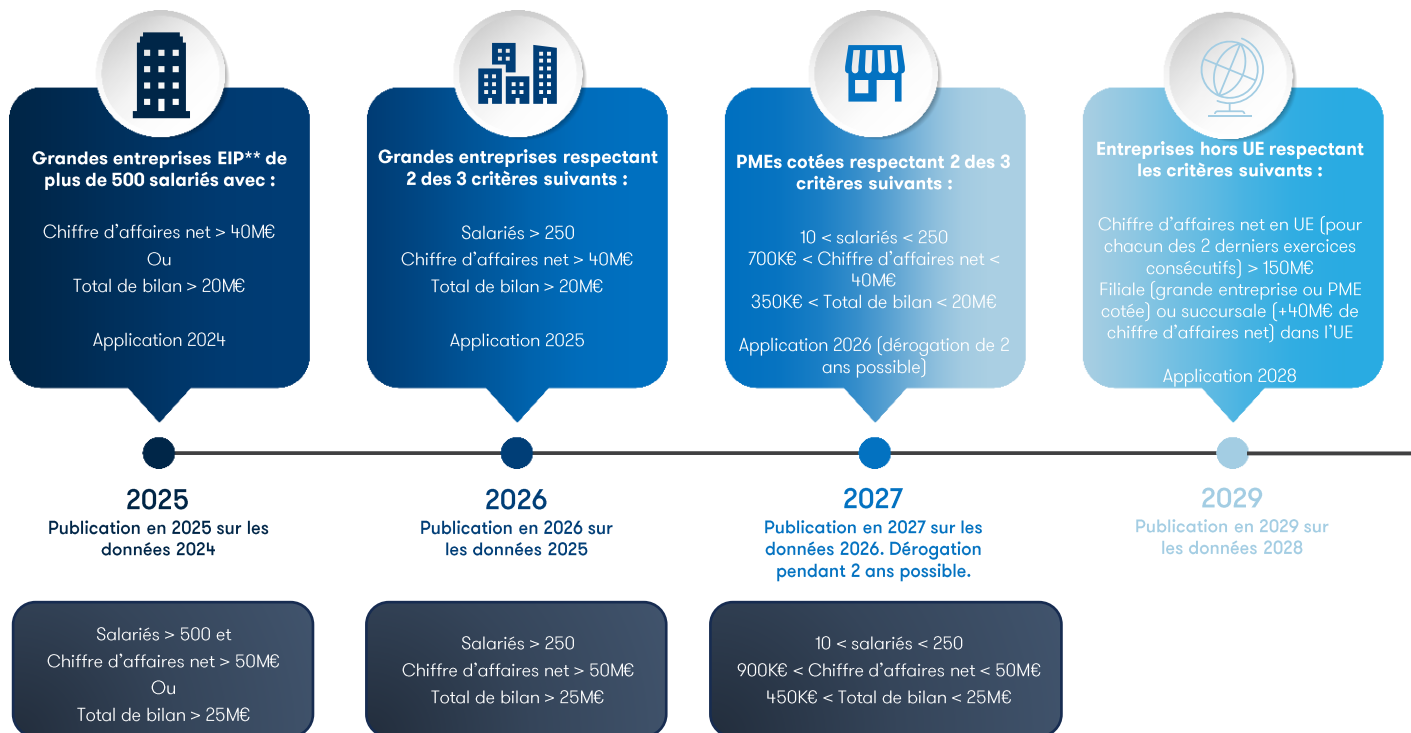 Grandes entreprises EIP** de
plus de 500 salariés avec :
Chiffre d'affaires net > 40M€
Ou
Total de bilan > 20M€
Application 2024
Grandes entreprises respectant
2 des 3 critères suivants :
Salariés > 250
Chiffre d'affaires net > 40M€
Total de bilan > 20M€
Application 2025
PMEs cotées respectant 2 des 3
critères suivants :
10 < salariés < 250
700K€ < Chiffre d'affaires net <
40M€
350K€ < Total de bilan < 20M€
Application 2026 (dérogation de 2
ans possible)
Entreprises hors UE respectant
les critères suivants :
Chiffre d'affaires net en UE (pour
chacun des 2 derniers exercices
consécutifs) > 150M€
Filiale (grande entreprise ou PME
cotée) ou succursale (+40M€ de
chiffre d'affaires net) dans l'UE
Application 2028
2025
Publication en 2025 sur les
données 2024
2026
Publication en 2026 sur
les données 2025
2027
Publication en 2027 sur les
données 2026. Dérogation
pendant 2 ans possible.
2029
Publication en 2029 sur
les données 2028
Salariés > 500 et
Chiffre d'affaires net > 50M€
Ou
Total de bilan > 25M€
Salariés > 250
Chiffre d'affaires net > 50M€
Total de bilan > 25M€
10 < salariés < 250
900K€ < Chiffre d'affaires net < 50M€
450K€ < Total de bilan < 25M€